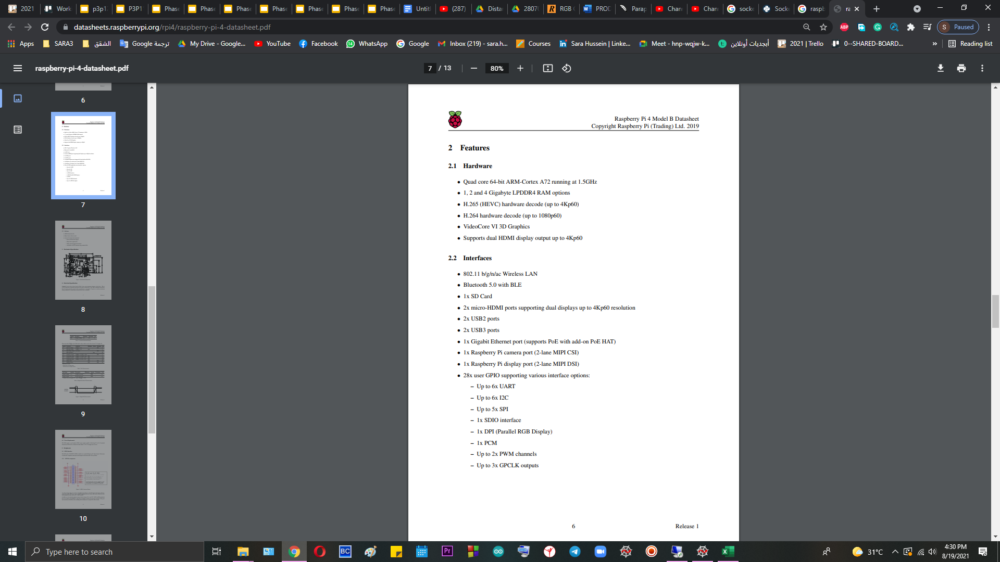 2021
Work
p3p1
P3P1
Phase
Phase
Phase
Phase
Phase
Phase
Phase
Untitl
(287)
Dista
2807
RGB
PROD
Parap
Chan
Chan
socke
Socke
raspb
ra
datasheets.raspberrypi.org/rpi4/raspberry-pi-4-datasheet.pdf
ABP
S Paused
Apps
SARA3
الشقق
Google ترجمة
My Drive - Google...
YouTube
Facebook
14
WhatsApp
Google
Inbox (219) - sara.h...
Courses
Sara Hussein | Linke...
Meet - hnp-wqjw-k...
أبجديات أونلاين
2021 | Trello
0--SHARED-BOARD...
»
Reading list
raspberry-pi-4-datasheet.pdf
7 / 13
80%
6
7
8
9
10
Raspberry Pi 4 Model B Datasheet
Copyright Raspberry Pi (Trading) Ltd. 2019
2 Features
2.1 Hardware
• Quad core 64-bit ARM-Cortex A72 running at 1.5GHz
• 1, 2 and 4 Gigabyte LPDDR4 RAM options
• H.265 (HEVC) hardware decode (up to 4Kp60)
• H.264 hardware decode (up to 1080p60)
• VideoCore VI 3D Graphics
• Supports dual HDMI display output up to 4Kp60
2.2 Interfaces
• 802.11 b/g/n/ac Wireless LAN
• Bluetooth 5.0 with BLE
• 1x SD Card
• 2x micro-HDMI ports supporting dual displays up to 4Kp60 resolution
• 2x USB2 ports
• 2x USB3 ports
• 1x Gigabit Ethernet port (supports PoE with add-on PoE HAT)
• 1x Raspberry Pi camera port (2-lane MIPI CSI)
• 1x Raspberry Pi display port (2-lane MIPI DSI)
• 28x user GPIO supporting various interface options:
– Up to 6x UART
– Up to 6x I2C
– Up to 5x SPI
– 1x SDIO interface
– 1x DPI (Parallel RGB Display)
– 1x PCM
– Up to 2x PWM channels
– Up to 3x GPCLK outputs
6
Release 1
Type here to search
BC
Pr
31°C
4:30 PM
8/19/2021